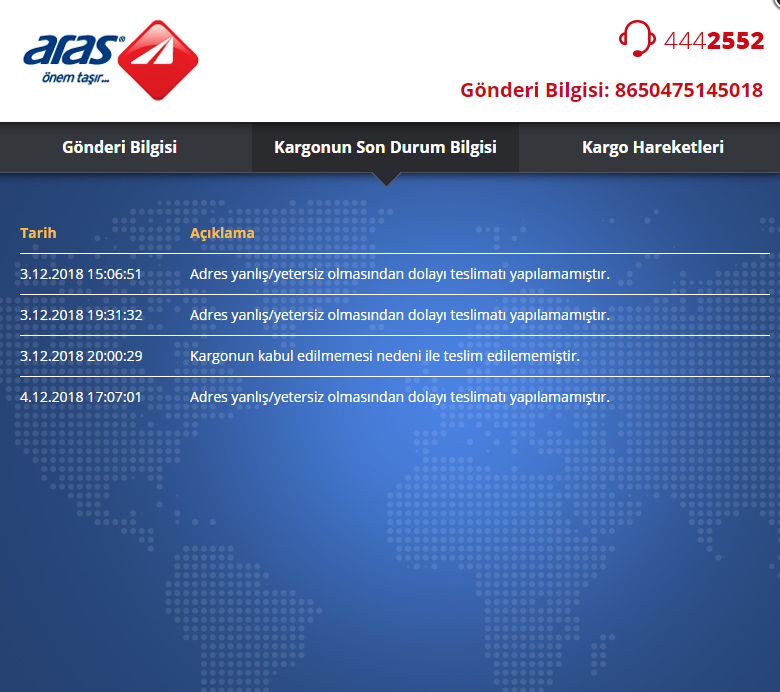 aras®
önem taşır...
4442552
Gönderi Bilgisi: 8650475145018
Gönderi Bilgisi Kargonun Son Durum Bilgisi Kargo Hareketleri
Tarih Açıklama
3.12.2018 15:06:51 Adres yanlış/yetersiz olmasından dolayı teslimatı yapılamamıştır.
3.12.2018 19:31:32 Adres yanlış/yetersiz olmasından dolayı teslimatı yapılamamıştır.
3.12.2018 20:00:29 Kargonun kabul edilmemesi nedeni ile teslim edilememiştir.
4.12.2018 17:07:01 Adres yanlış/yetersiz olmasından dolayı teslimatı yapılamamıştır.